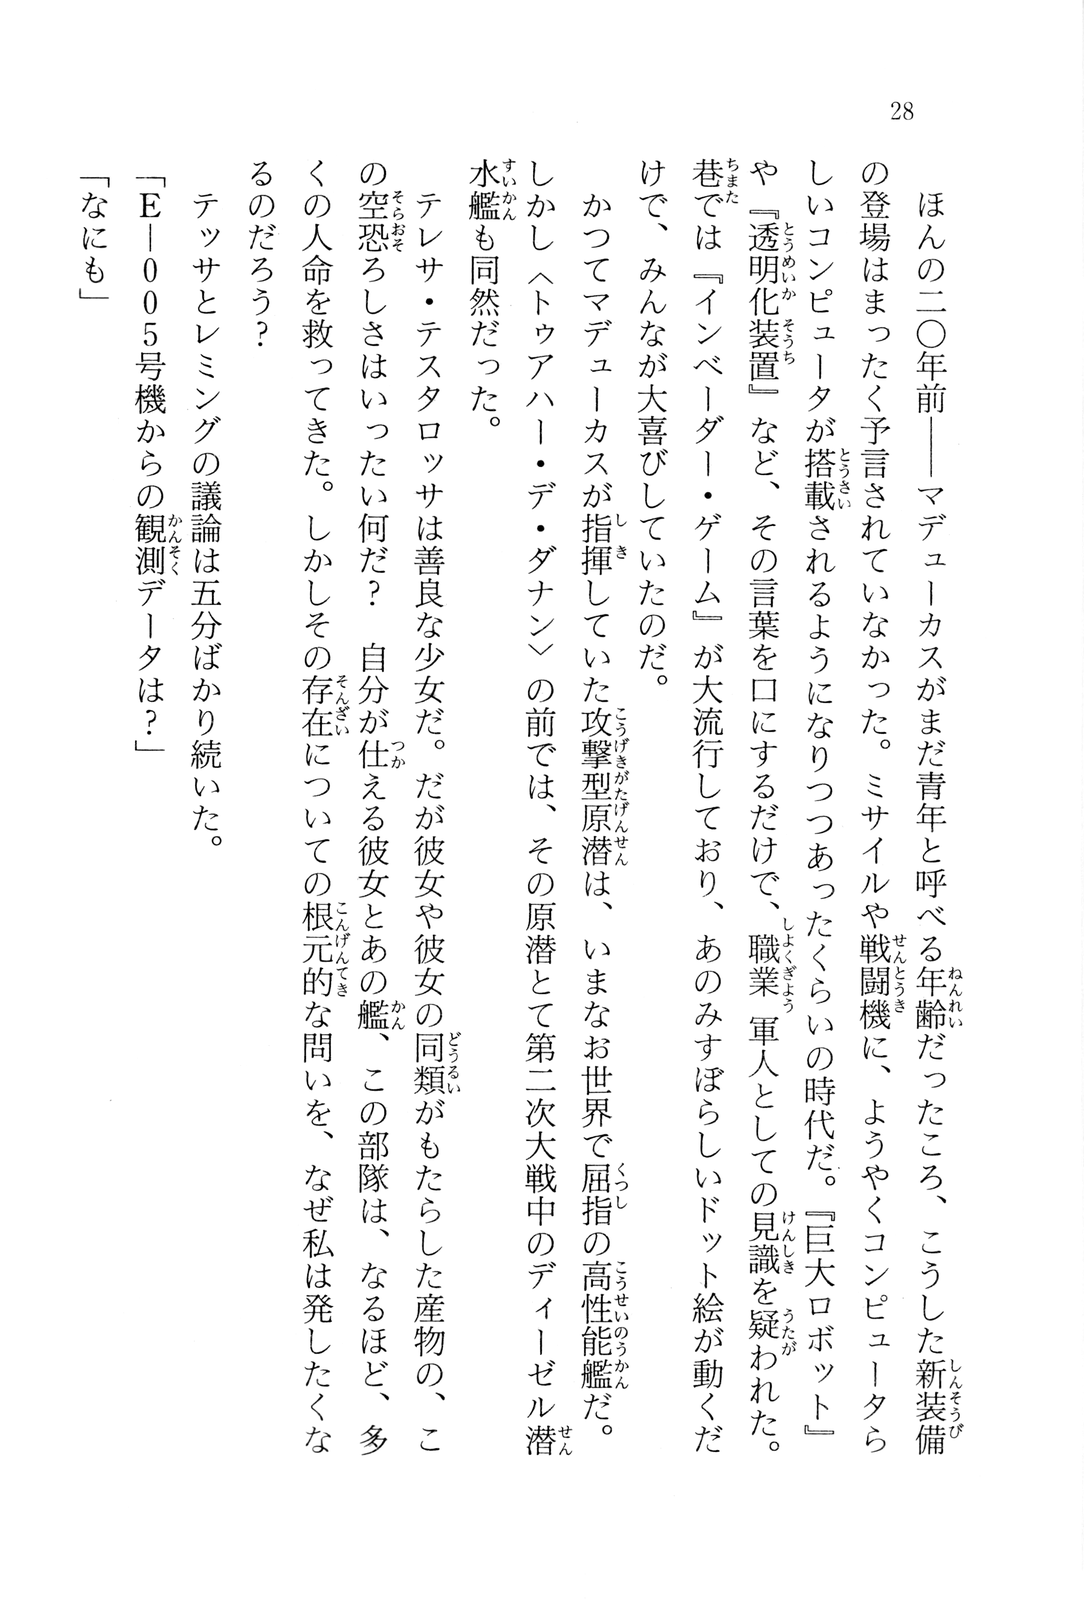 28
ほんの二〇年前――マデューカスがまだ青年と呼べる年齢だったころ、こうした新装備
の登場はまったく予言されていなかった。ミサイルや戦闘機に、ようやくコンピュータら
しいコンピュータが搭載されるようになりつつあったくらいの時代だ。『巨大ロボット』
や『透明化装置』など、その言葉を口にするだけで、職業軍人としての見識を疑われた。
巷では『インベーダー・ゲーム』が大流行しており、あのみすぼらしいドット絵が動くだ
けで、みんなが大喜びしていたのだ。
かつてマデューカスが指揮していた攻撃型原潜は、いまなお世界で屈指の高性能艦だ。
しかし〈トゥアハー・デ・ダナン〉の前では、その原潜とて第二次大戦中のディーゼル潜
水艦も同然だった。
テレサ・テスタロッサは善良な少女だ。だが彼女や彼女の同類がもたらした産物の、こ
の空恐ろしさはいったい何だ？　自分が仕える彼女とあの艦、この部隊は、なるほど、多
くの人命を救ってきた。しかしその存在についての根元的な問いを、なぜ私は発したくな
るのだろう？
テッサとレミングの議論は五分ばかり続いた。
「E―005号機からの観測データは？」
「なにも」